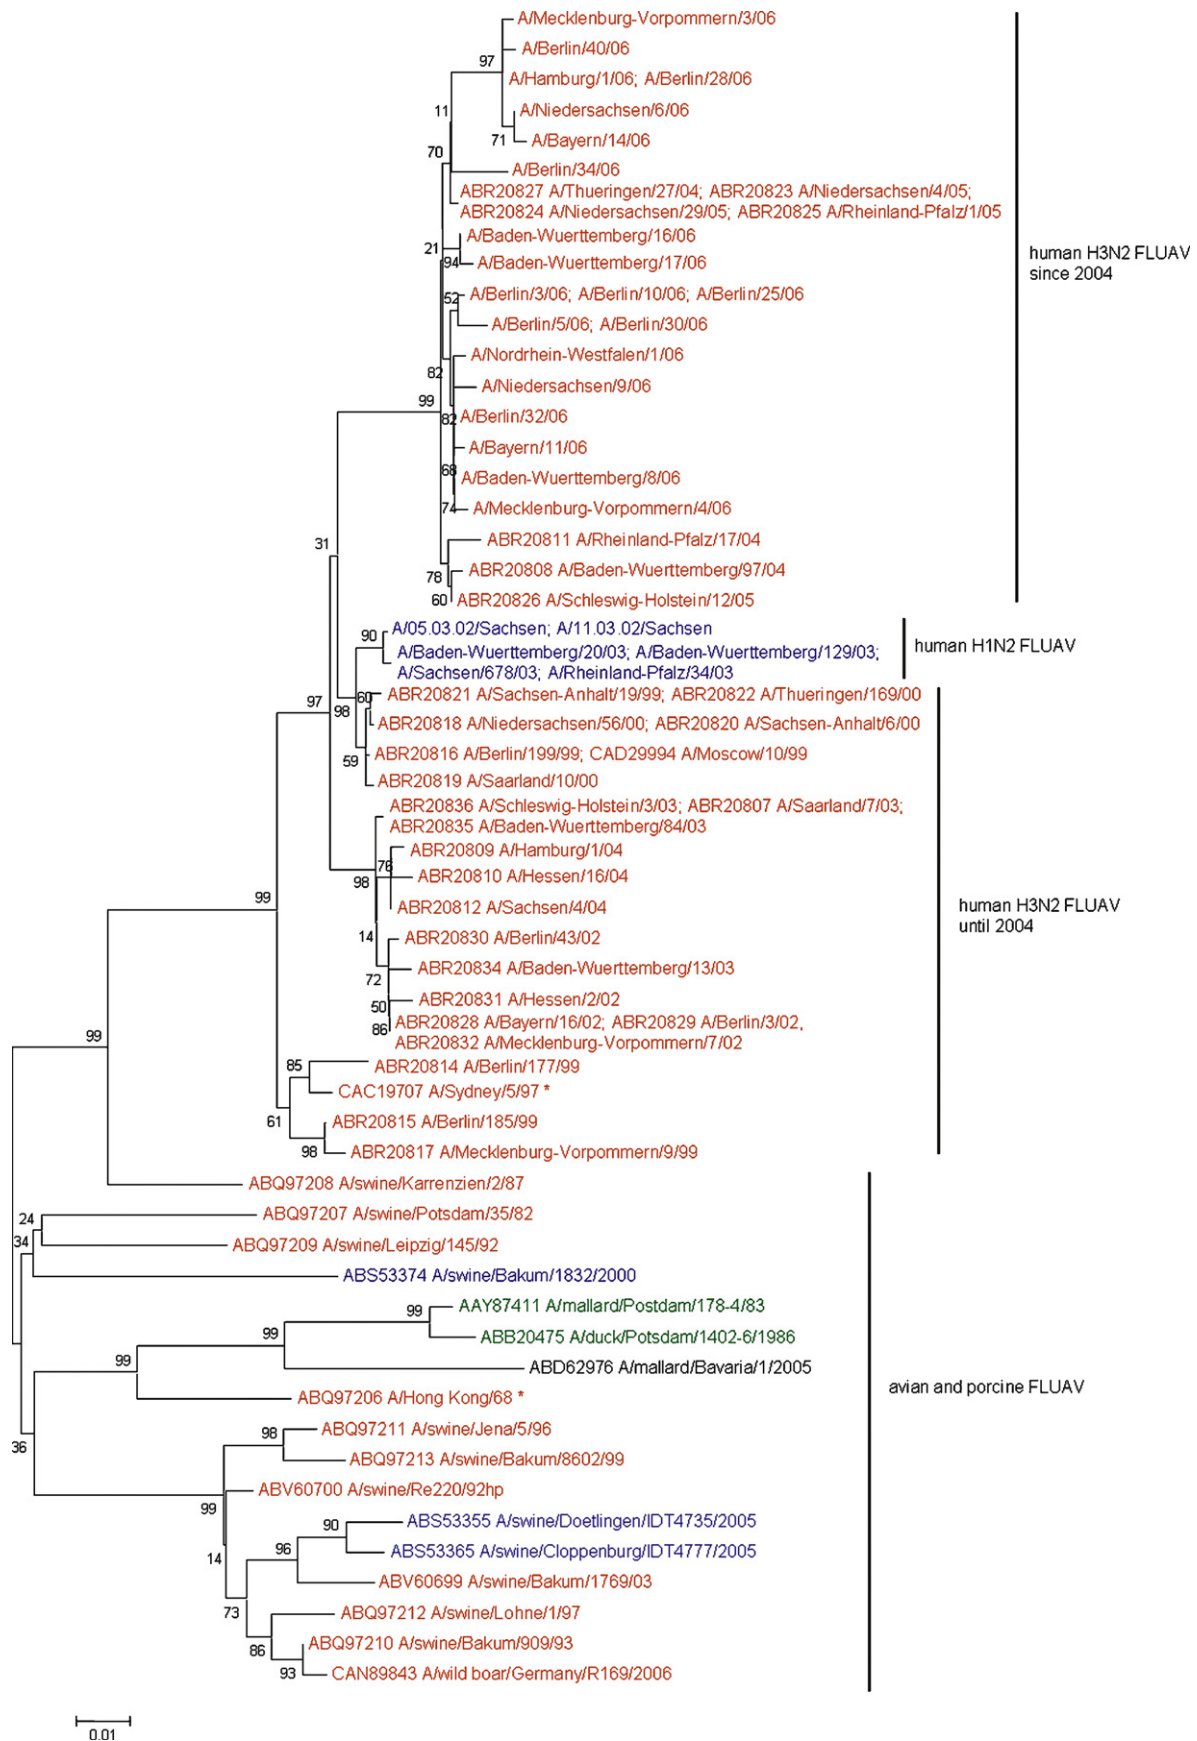 A/Mecklenburg-Vorpommern/3/06
A/Berlin/40/06
97
A/Hamburg/1/06; A/Berlin/28/06
11
A/Niedersachsen/6/06
71
A/Bayern/14/06
70
A/Berlin/34/06
ABR20827 A/Thueringen/27/04; ABR20823 A/Niedersachsen/4/05;
ABR20824 A/Niedersachsen/29/05; ABR20825 A/Rheinland-Pfalz/1/05
A/Baden-Wuerttemberg/16/06
21
94
A/Baden-Wuerttemberg/17/06
human H3N2 FLUAV
since 2004
52
A/Berlin/3/06; A/Berlin/10/06; A/Berlin/25/06
A/Berlin/5/06; A/Berlin/30/06
A/Nordrhein-Westfalen/1/06
82
A/Niedersachsen/9/06
99
82
A/Berlin/32/06
A/Bayern/11/06
68
A/Baden-Wuerttemberg/8/06
74
A/Mecklenburg-Vorpommern/4/06
31
ABR20811 A/Rheinland-Pfalz/17/04
78
ABR20808 A/Baden-Wuerttemberg/97/04
60
ABR20826 A/Schleswig-Holstein/12/05
90
A/05.03.02/Sachsen; A/11.03.02/Sachsen
A/Baden-Wuerttemberg/20/03; A/Baden-Wuerttemberg/129/03;
A/Sachsen/678/03; A/Rheinland-Pfalz/34/03
human H1N2 FLUAV
97
98
60
ABR20821 A/Sachsen-Anhalt/19/99; ABR20822 A/Thueringen/169/00
ABR20818 A/Niedersachsen/56/00; ABR20820 A/Sachsen-Anhalt/6/00
59
ABR20816 A/Berlin/199/99; CAD29994 A/Moscow/10/99
ABR20819 A/Saarland/10/00
ABR20836 A/Schleswig-Holstein/3/03; ABR20807 A/Saarland/7/03;
ABR20835 A/Baden-Wuerttemberg/84/03
ABR20809 A/Hamburg/1/04
76
98
ABR20810 A/Hessen/16/04
99
ABR20812 A/Sachsen/4/04
human H3N2 FLUAV
until 2004
14
ABR20830 A/Berlin/43/02
72
ABR20834 A/Baden-Wuerttemberg/13/03
50
ABR20831 A/Hessen/2/02
86
ABR20828 A/Bayern/16/02; ABR20829 A/Berlin/3/02,
ABR20832 A/Mecklenburg-Vorpommern/7/02
99
85
ABR20814 A/Berlin/177/99
CAC19707 A/Sydney/5/97 *
61
ABR20815 A/Berlin/185/99
98
ABR20817 A/Mecklenburg-Vorpommern/9/99
ABQ97208 A/swine/Karrenzien/2/87
24
ABQ97207 A/swine/Potsdam/35/82
34
ABQ97209 A/swine/Leipzig/145/92
ABS53374 A/swine/Bakum/1832/2000
99
AAY87411 A/mallard/Postdam/178-4/83
99
ABB20475 A/duck/Potsdam/1402-6/1986
99
ABD62976 A/mallard/Bavaria/1/2005
avian and porcine FLUAV
ABQ97206 A/Hong Kong/68 *
36
98
ABQ97211 A/swine/Jena/5/96
ABQ97213 A/swine/Bakum/8602/99
99
ABV60700 A/swine/Re220/92hp
14
90
ABS53355 A/swine/Doetlingen/IDT4735/2005
96
ABS53365 A/swine/Cloppenburg/IDT4777/2005
ABV60699 A/swine/Bakum/1769/03
73
ABQ97212 A/swine/Lohne/1/97
86
ABQ97210 A/swine/Bakum/909/93
93
CAN89843 A/wild boar/Germany/R169/2006
0.01